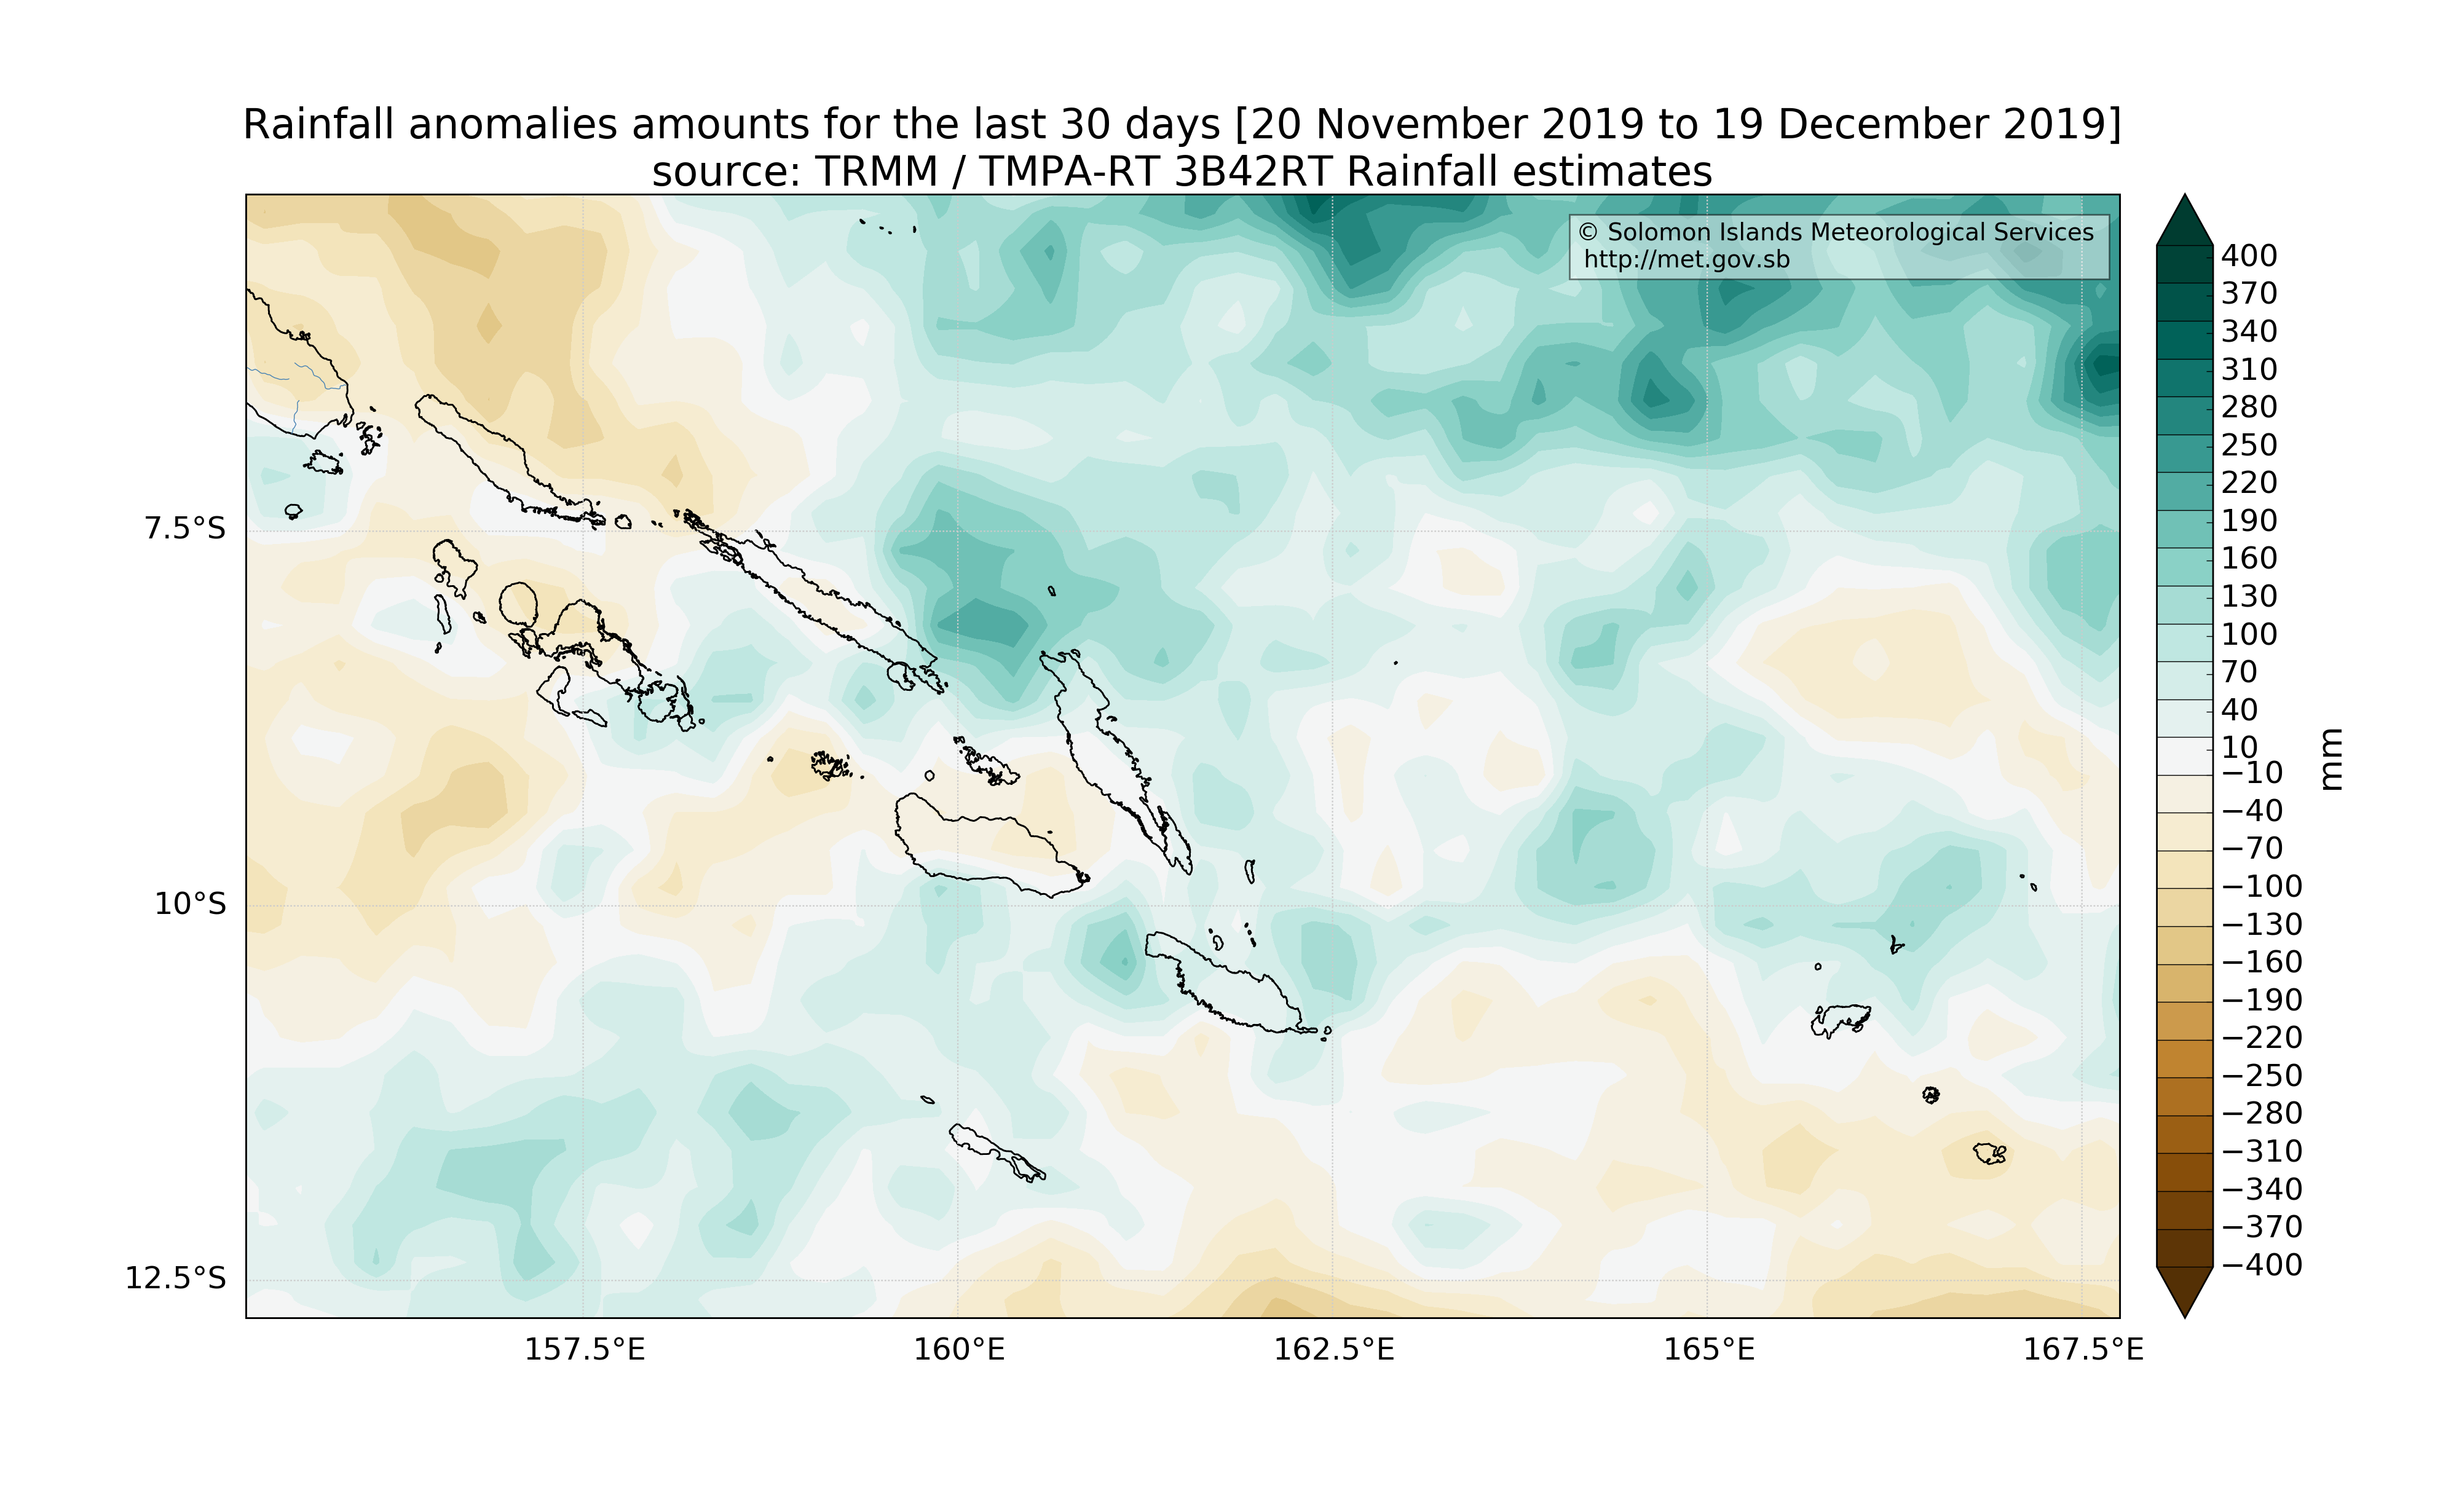 Rainfall anomalies amounts for the last 30 days [20 November 2019 to 19 December 2019]
source: TRMM / TMPA-RT 3B42RT Rainfall estimates
© Solomon Islands Meteorological Services
http://met.gov.sb
7.5°S
10°S
12.5°S
157.5°E
160°E
162.5°E
165°E
167.5°E
400
370
340
310
280
250
220
190
160
130
100
70
40
10
−10
−40
−70
−100
−130
−160
−190
−220
−250
−280
−310
−340
−370
−400
mm